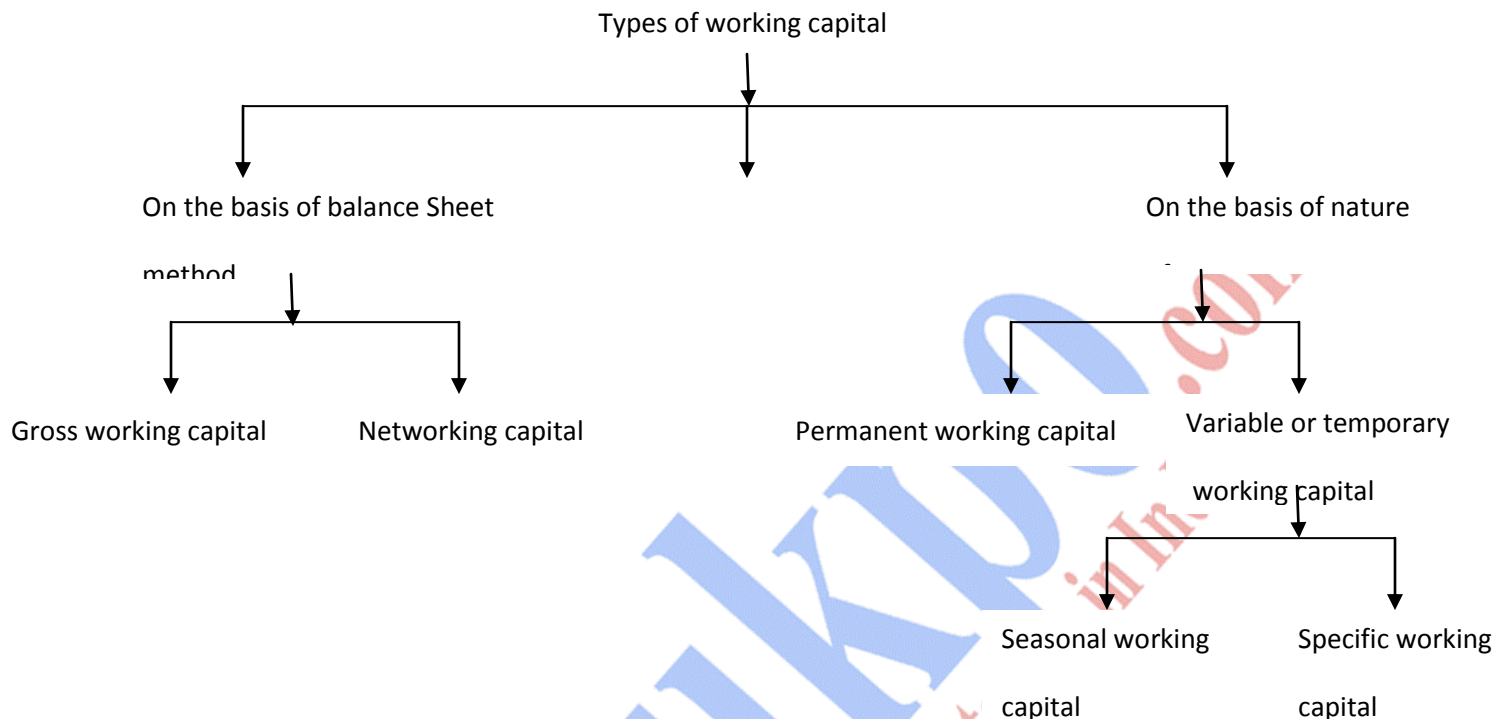 Types of working capital
On the basis of balance Sheet
method
On the basis of nature
Gross working capital
Networking capital
Permanent working capital
Variable or temporary
working capital
Seasonal working
capital
Specific working
capital